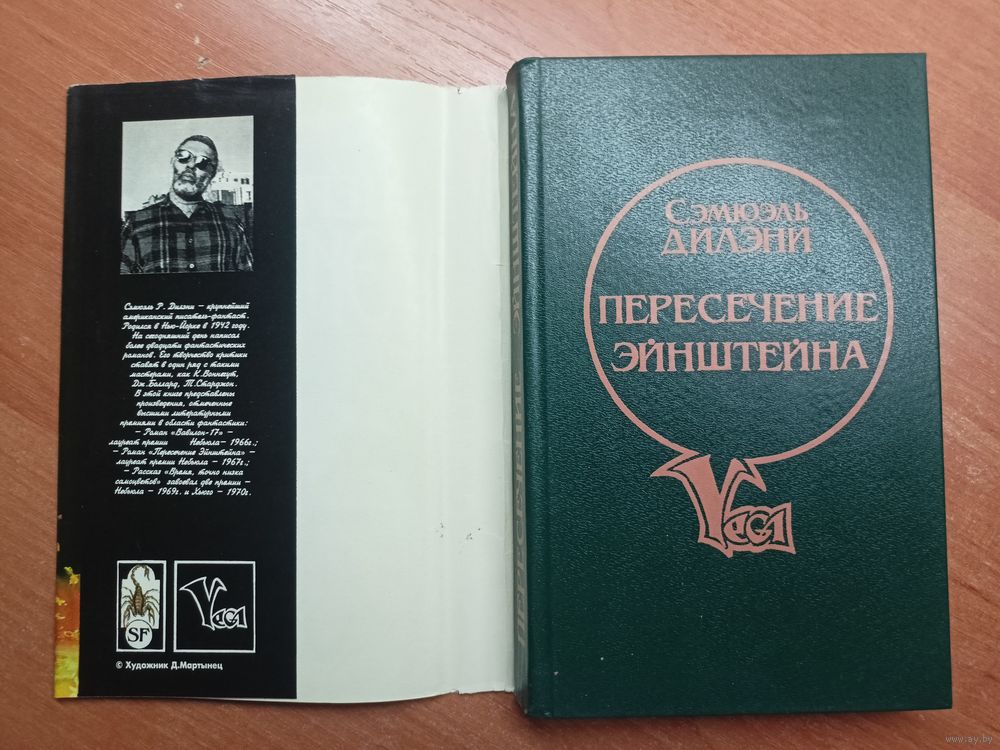 Сэмюэль Р. Дилэни – крупнейший
американский писатель-фантаст.
Родился в Нью-Йорке в 1942 году.
На сегодняшний день написал
более двадцати фантастических
романов. Его творчество критики
ставят в один ряд с такими
мастерами, как К.Воннегут,
Дж.Боллард, Т.Старджон.
В этой книге представлены
произведения, отмеченные
высшими литературными
премиями в области фантастики:
– Роман «Вавилон-17» –
лауреат премии Небьюла– 1966г.;
– Роман «Пересечение Эйнштейна» –
лауреат премии Небьюла – 1967г.;
– Рассказ «Время, точно низка
самоцветов» завоевал две премии –
Небьюла – 1969г. и Хьюго – 1970г.
SF
Vega
© Художник Д.Мартынец
Сэмюэль
ДИЛЭНИ
ПЕРЕСЕЧЕНИЕ
ЭЙНШТЕЙНА
Vega
www.ay.by